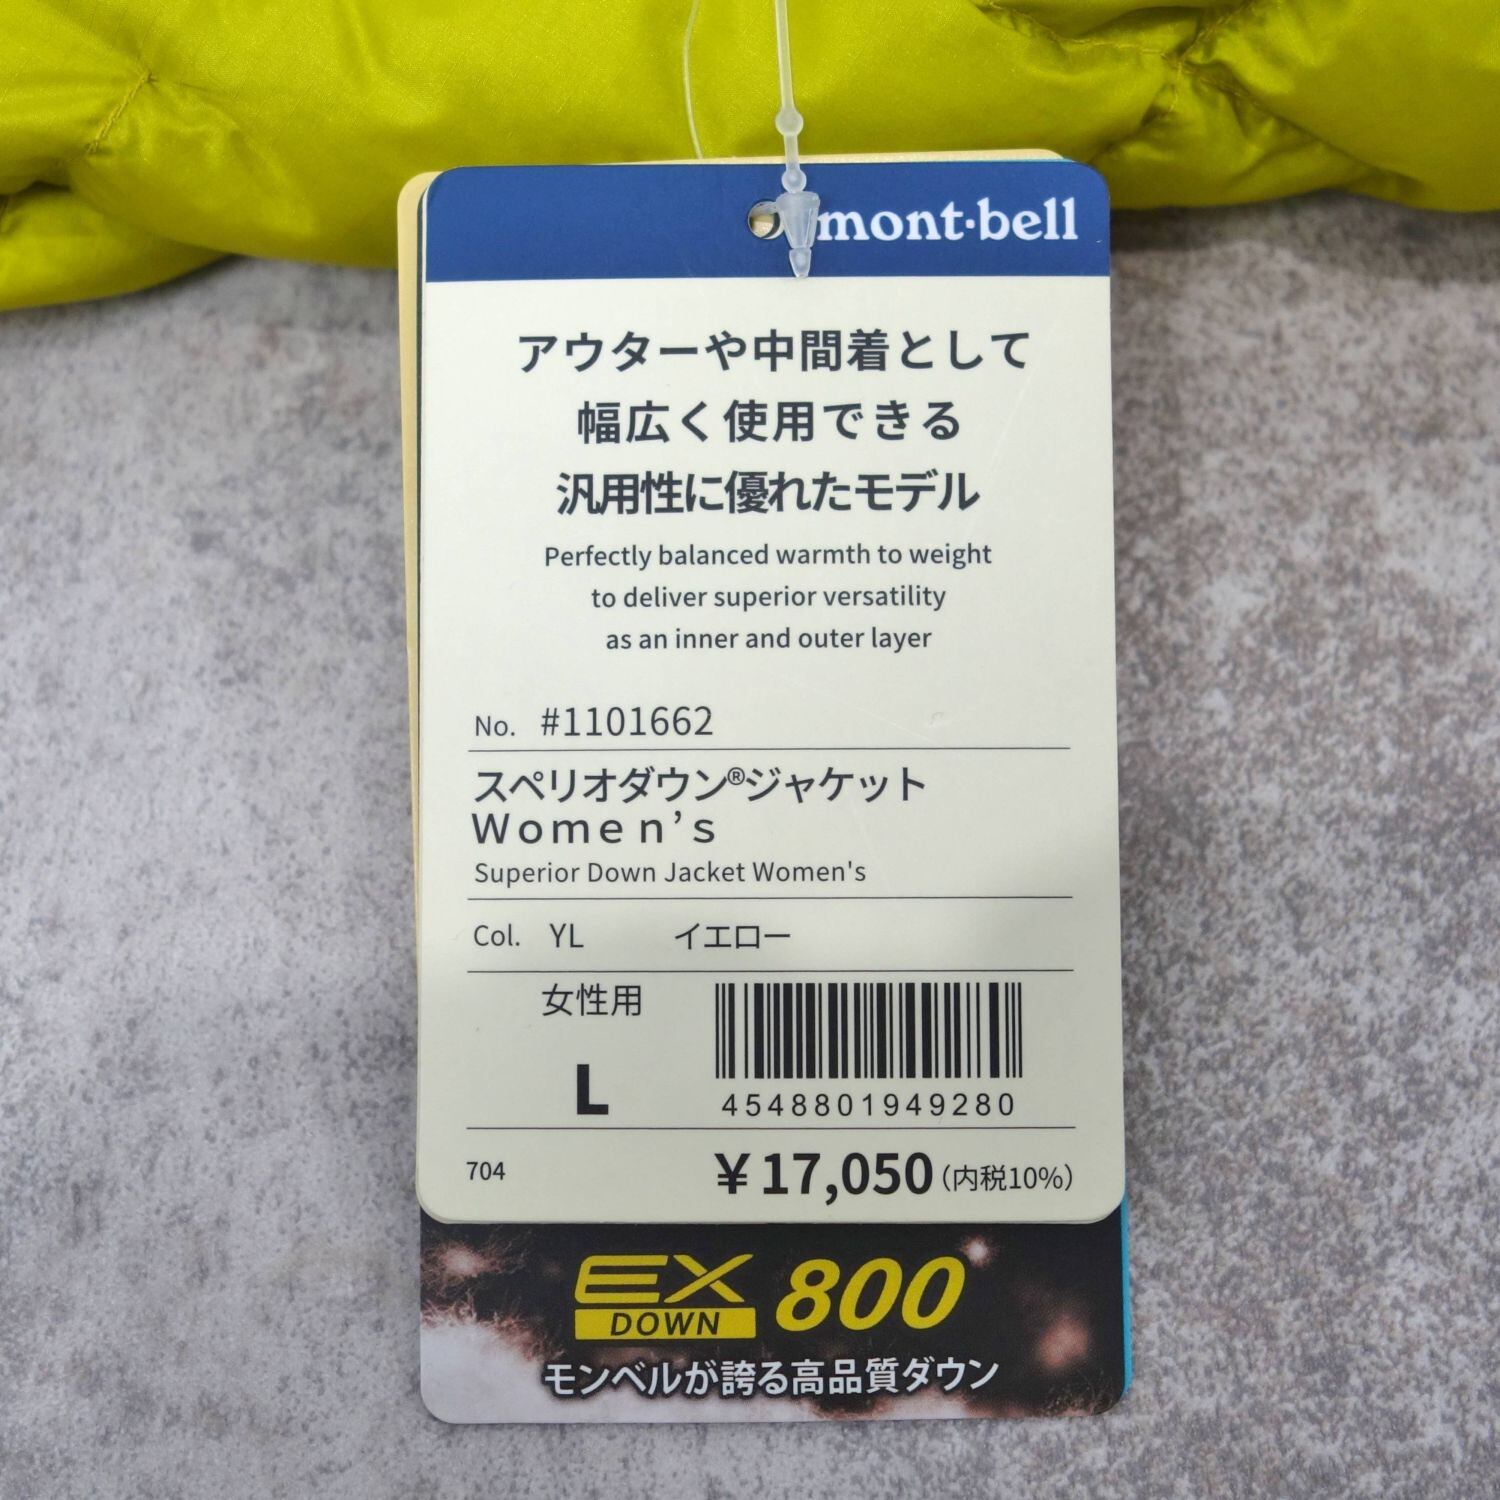 mont·bell
アウターや中間着として
幅広く使用できる
汎用性に優れたモデル
Perfectly balanced warmth to weight
to deliver superior versatility
as an inner and outer layer
No. #1101662
スペリオダウン®ジャケット
Women's
Superior Down Jacket Women's
Col. YL イエロー
女性用
L
4548801949280
704 ¥17,050(内税10%)
EX DOWN 800
モンベルが誇る高品質ダウン